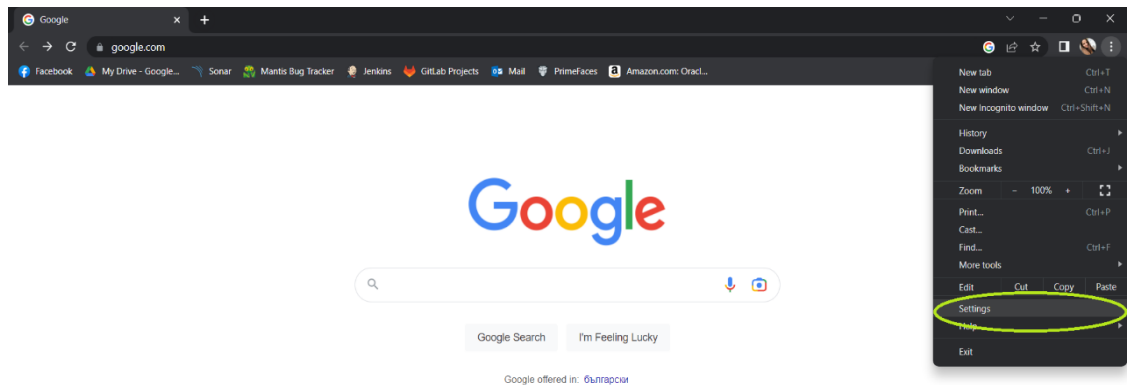 Google
google.com
Facebook My Drive - Google... Sonar Mantis Bug Tracker Jenkins GitLab Projects Mail PrimeFaces Amazon.com: Oracl...
New tab Ctrl+T
New window Ctrl+N
New Incognito window Ctrl+Shift+N
History
Downloads Ctrl+J
Bookmarks
Zoom - 100% +
Print... Ctrl+P
Cast...
Find... Ctrl+F
More tools
Edit Cut Copy Paste
Settings
Help
Exit
Google
Google Search I'm Feeling Lucky
Google offered in: български